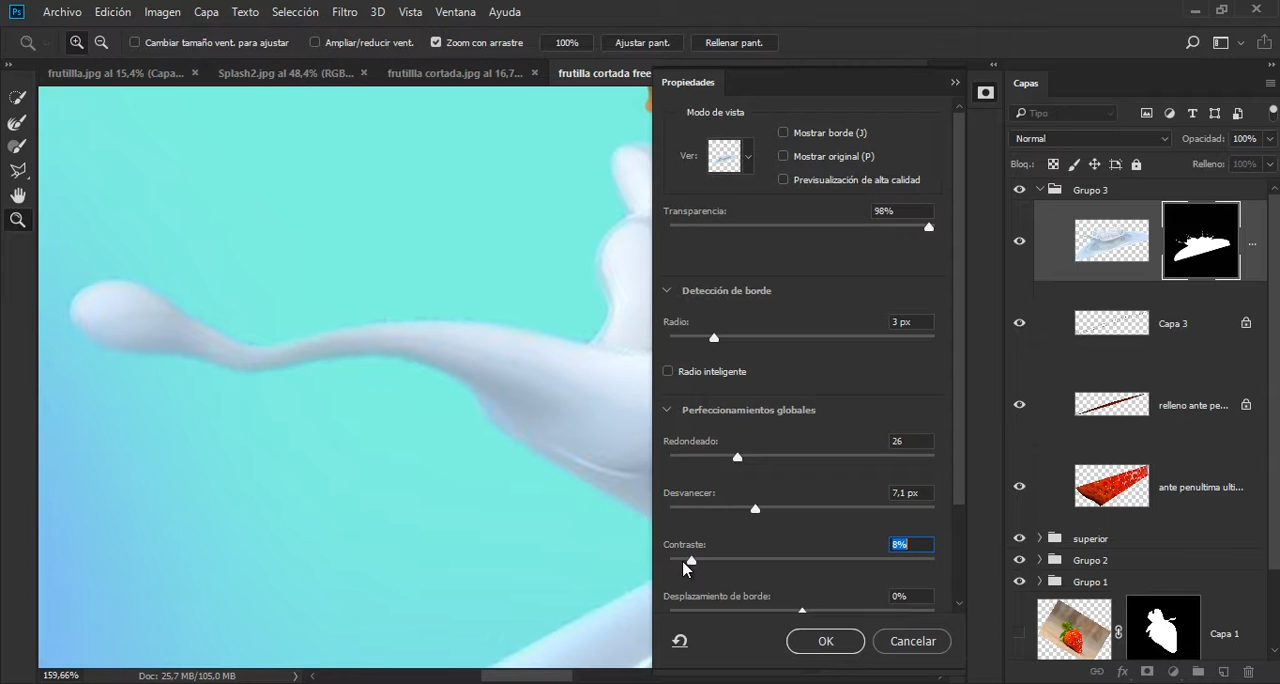 Ps Archivo Edición Imagen Capa Texto Selección Filtro 3D Vista Ventana Ayuda
Cambiar tamaño vent. para ajustar Ampliar/reducir vent. Zoom con arrastre 100% Ajustar pant. Rellenar pant.
frutillla.jpg al 15,4% (Capa... × Splash2.jpg al 48,4% (RGB... × frutilla cortada.jpg al 16,7... × frutilla cortada free
Propiedades
Modo de vista
Ver:
Mostrar borde (J)
Mostrar original (P)
Previsualización de alta calidad
Transparencia: 98%
Detección de borde
Radio: 3 px
Radio inteligente
Perfeccionamientos globales
Redondeado: 26
Desvanecer: 7,1 px
Contraste: 8%
Desplazamiento de borde: 0%
OK Cancelar
Capas
Tipo
Normal Opacidad: 100%
Bloq.: Relleno: 100%
Grupo 3
...
Capa 3
relleno ante pe...
ante penultima ulti...
superior
Grupo 2
Grupo 1
Capa 1
fx
159,66% Doc: 25,7 MB/105,0 MB